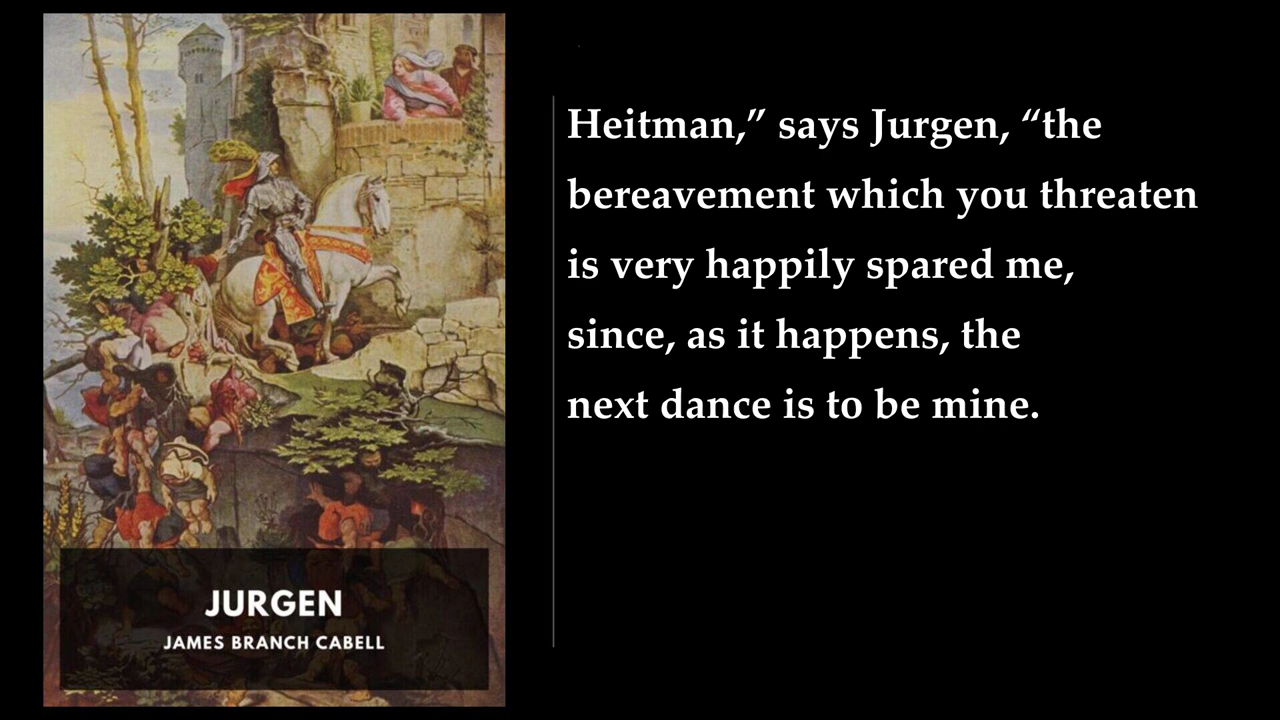 JURGEN
JAMES BRANCH CABELL
Heitman,” says Jurgen, “the
bereavement which you threaten
is very happily spared me,
since, as it happens, the
next dance is to be mine.